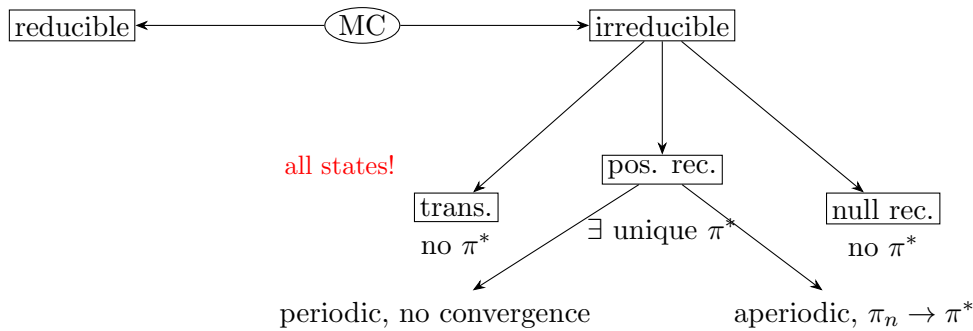 reducible
MC
irreducible
all states!
pos. rec.
trans.
null rec.
∃ unique π*
no π*
no π*
periodic, no convergence
aperiodic, πₙ → π*